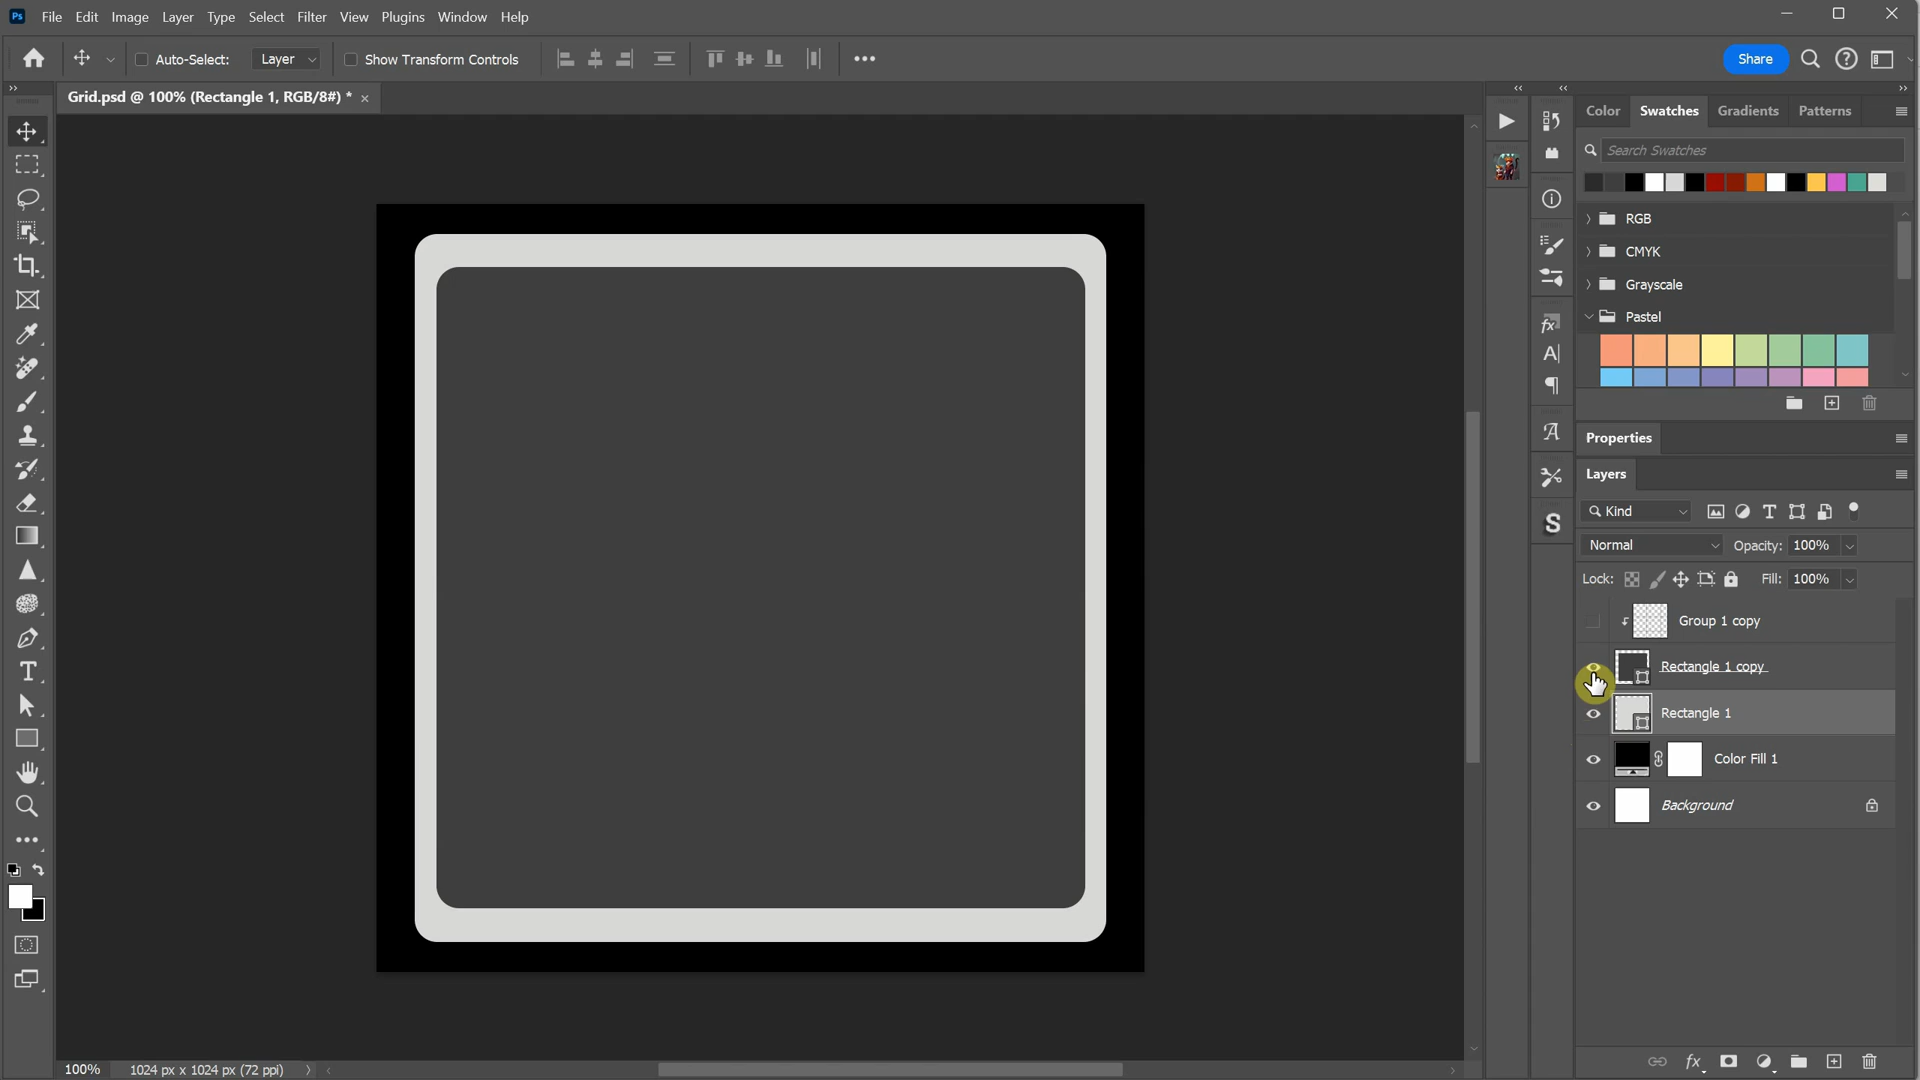 Ps File Edit Image Layer Type Select Filter View Plugins Window Help
Auto-Select: Layer Show Transform Controls Share
Grid.psd @ 100% (Rectangle 1, RGB/8#) *
Color Swatches Gradients Patterns
Search Swatches
RGB
CMYK
Grayscale
Pastel
Properties
Layers
Kind
Normal Opacity: 100%
Lock: Fill: 100%
Group 1 copy
Rectangle 1 copy
Rectangle 1
Color Fill 1
Background
100% 1024 px x 1024 px (72 ppi)